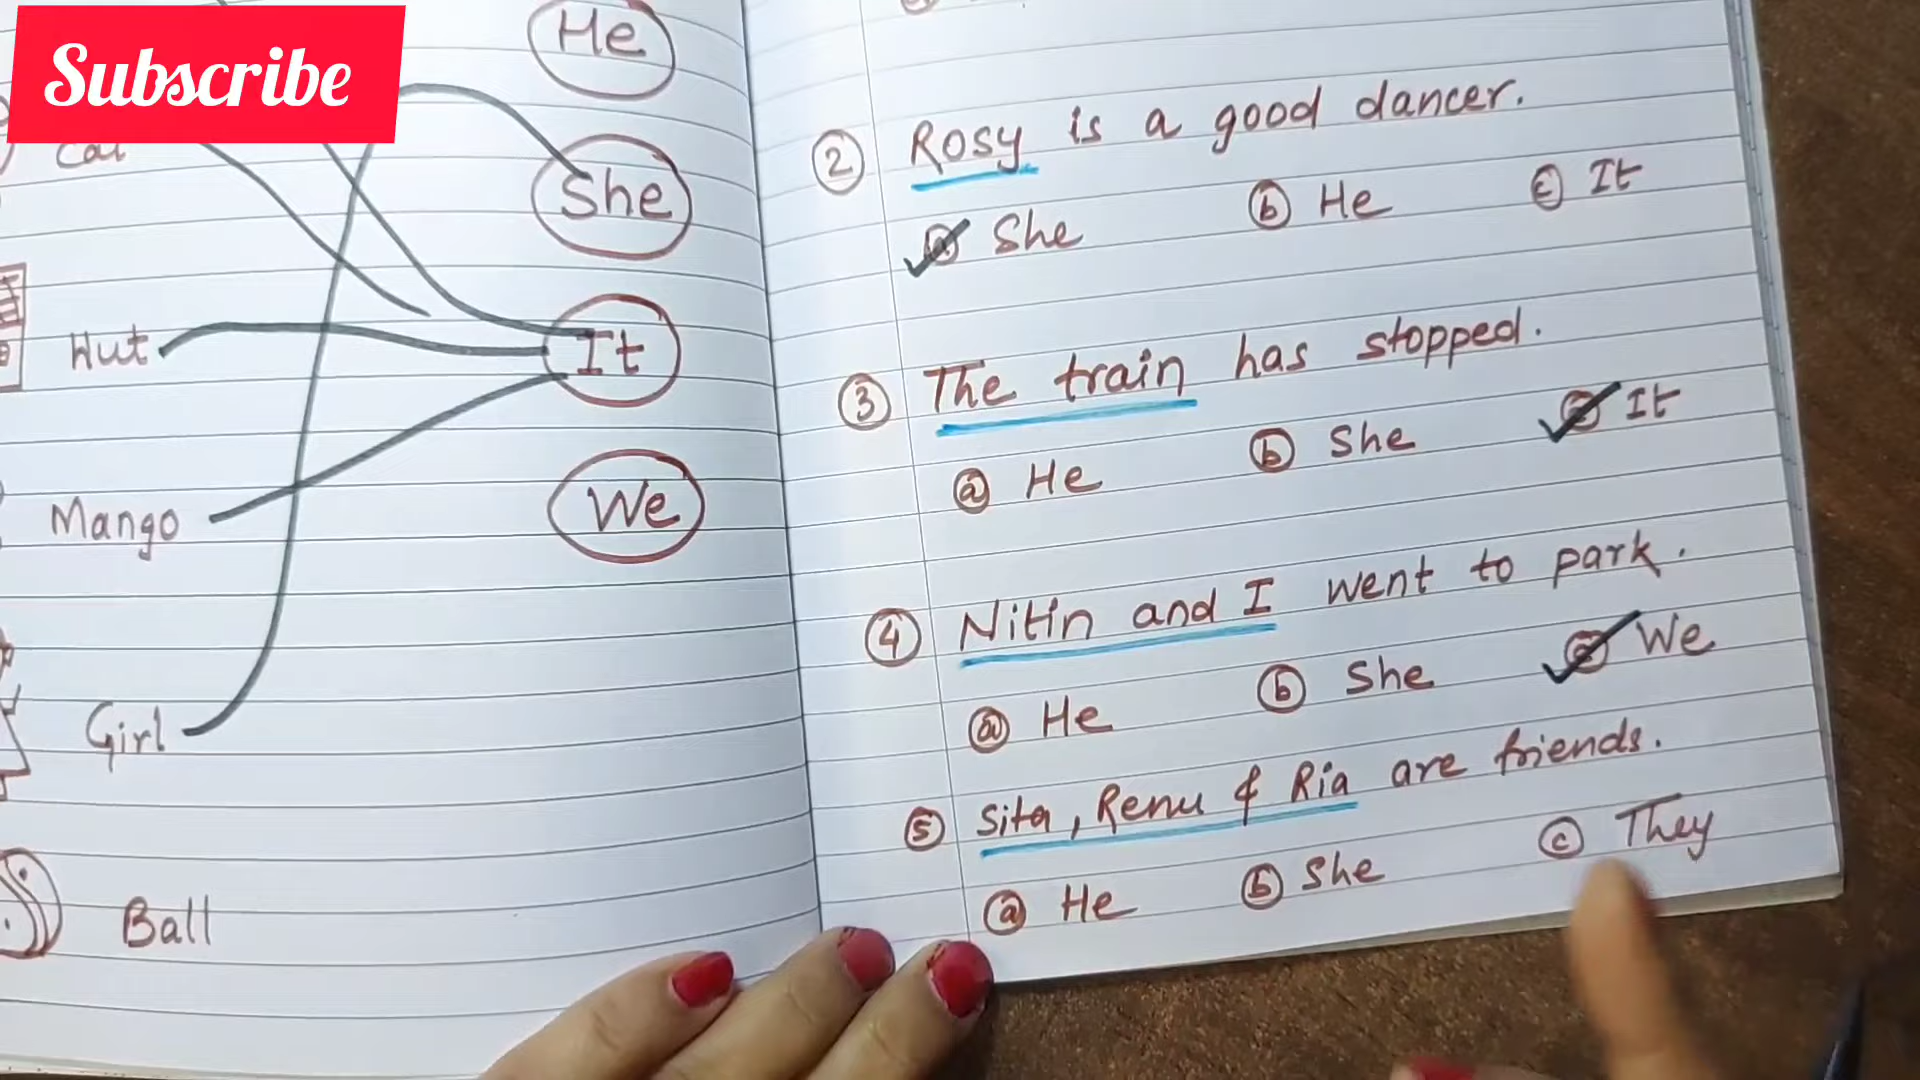 Subscribe
He
Cat
She
Hut
It
Mango
We
Girl
Ball
② Rosy is a good dancer.
ⓐ She ⓑ He ⓒ It
③ The train has stopped.
ⓐ He ⓑ She ⓒ It
④ Nitin and I went to park.
ⓐ He ⓑ She ⓒ We
⑤ Sita, Renu & Ria are friends.
ⓐ He ⓑ She ⓒ They